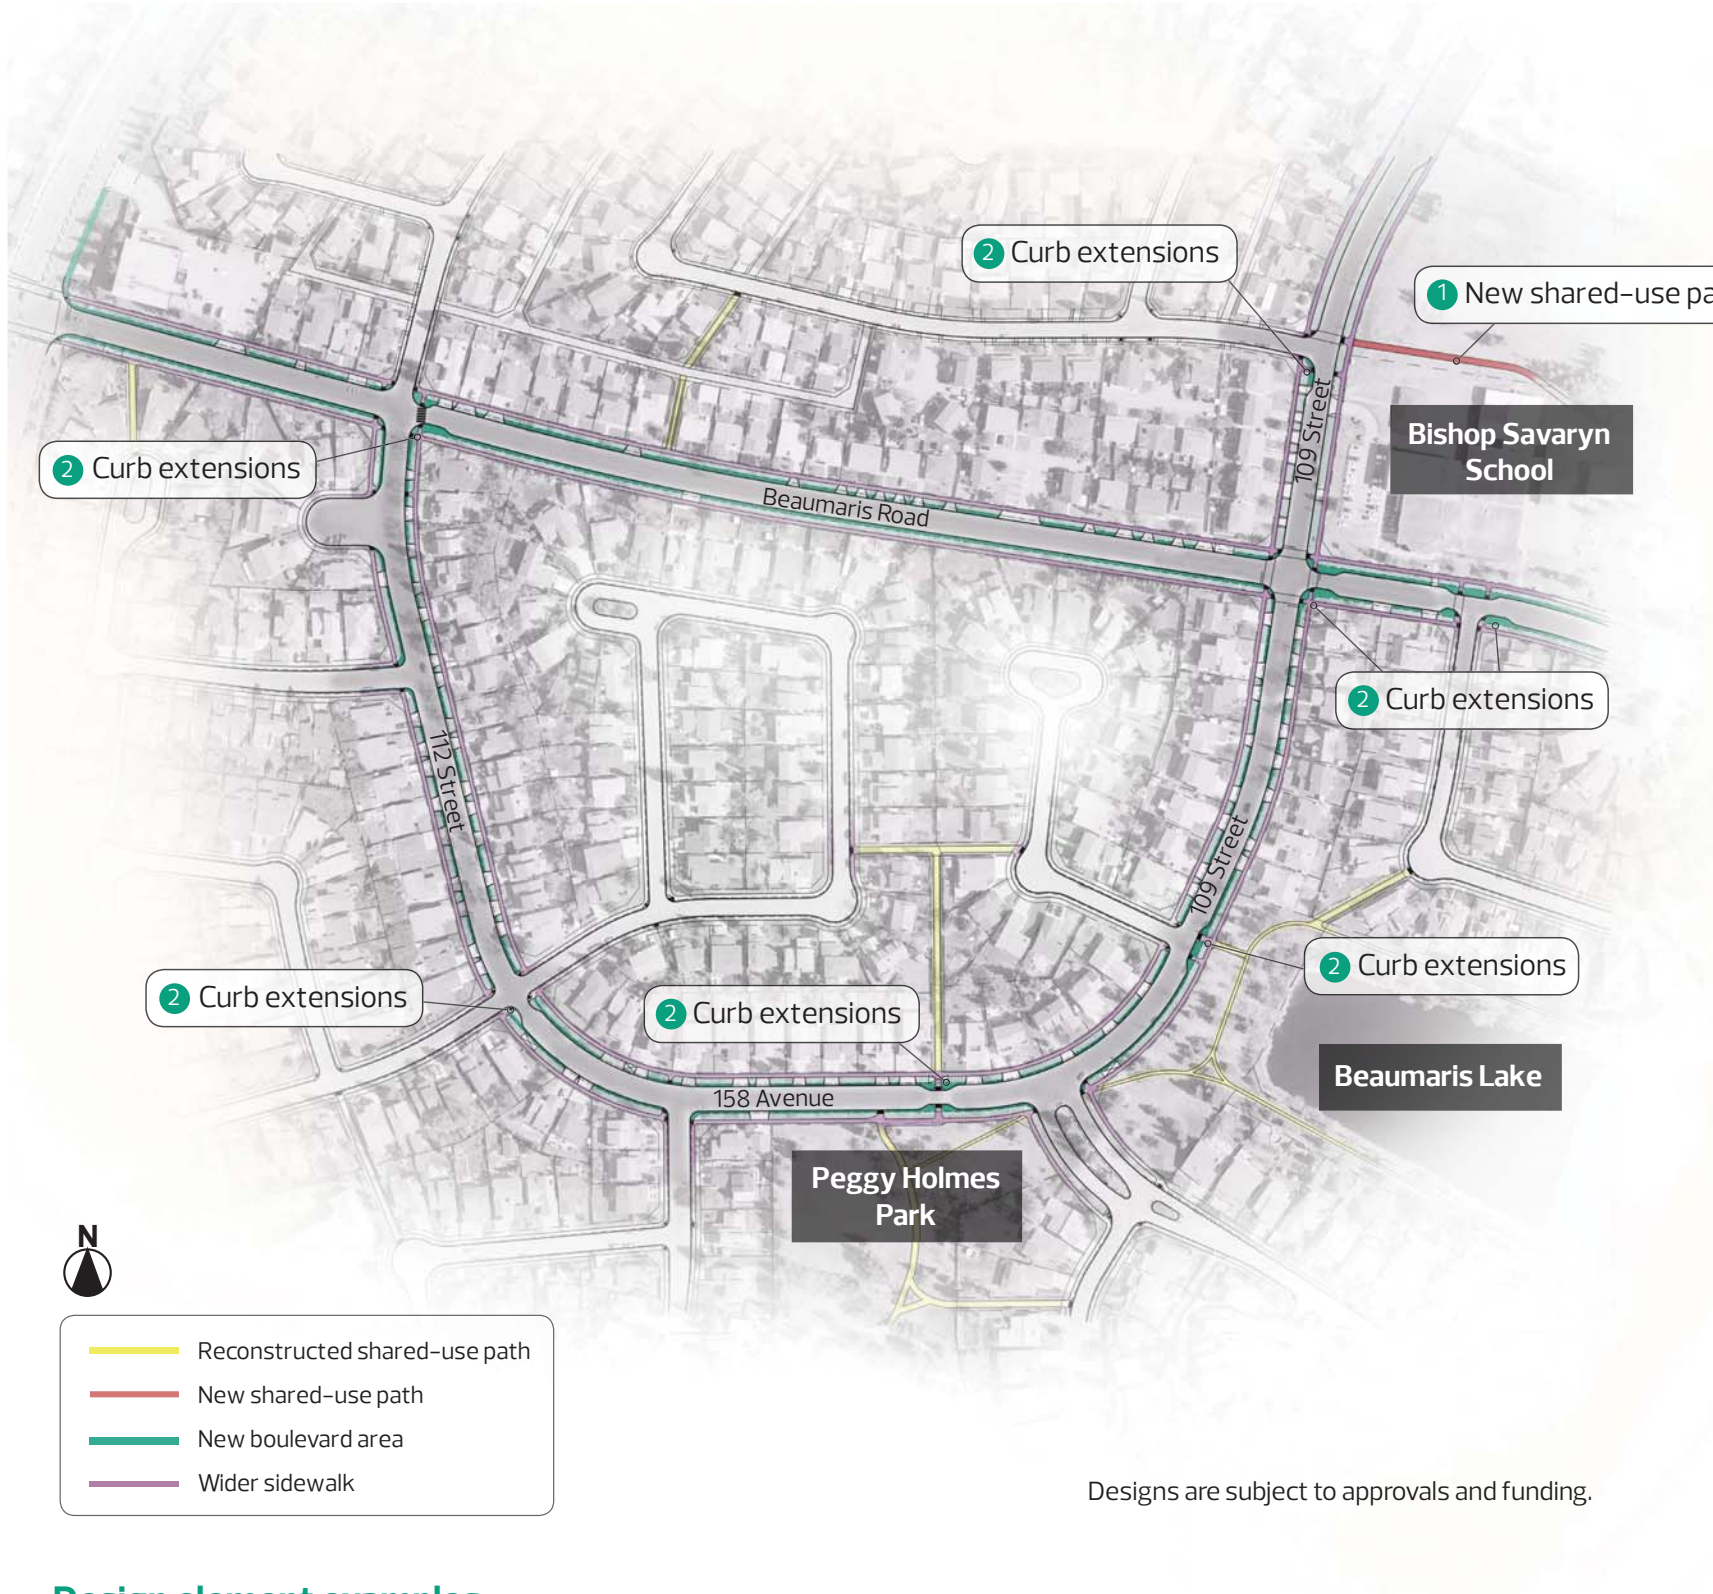 2 Curb extensions
1 New shared-use pa
Bishop Savaryn
School
109 Street
2 Curb extensions
Beaumaris Road
2 Curb extensions
112 Street
109 Street
2 Curb extensions
2 Curb extensions
2 Curb extensions
Beaumaris Lake
158 Avenue
Peggy Holmes
Park
N
Reconstructed shared-use path
New shared-use path
New boulevard area
Wider sidewalk
Designs are subject to approvals and funding.
Design element examples